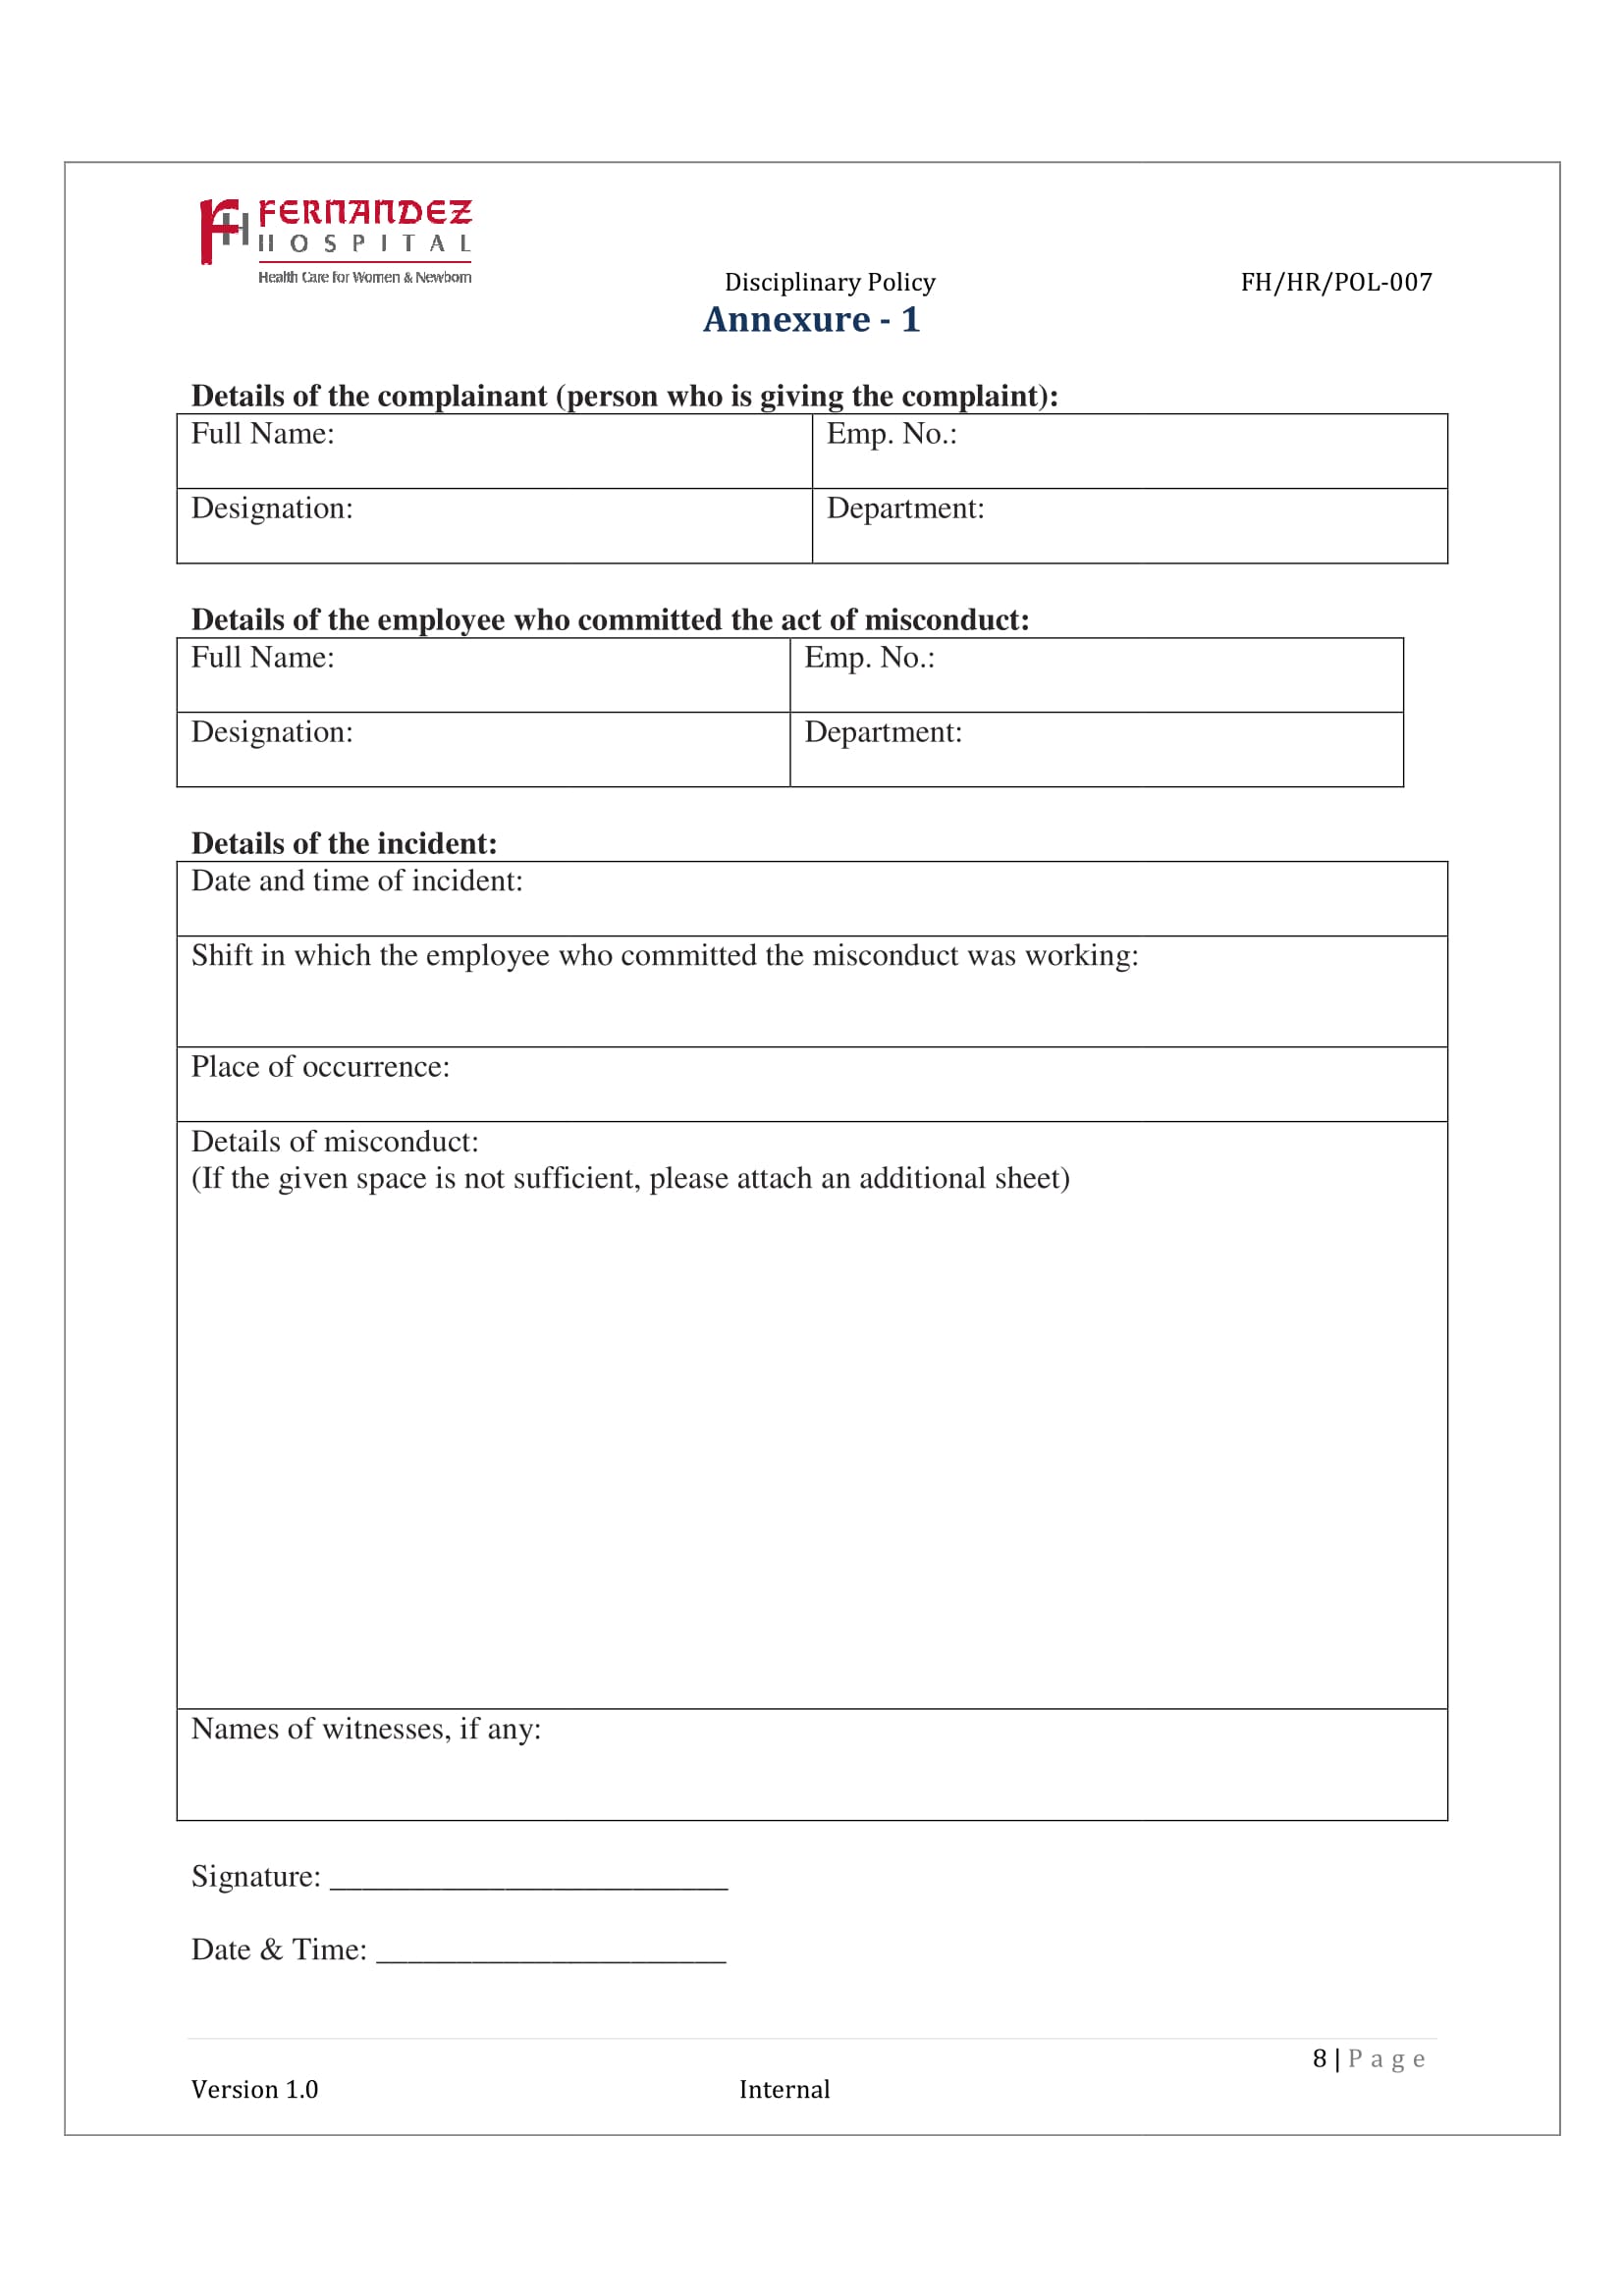 FERNANDEZ
HOSPITAL
Health Care for Women & Newborn
Disciplinary Policy FH/HR/POL-007
Annexure - 1
Details of the complainant (person who is giving the complaint):
Full Name: Emp. No.:
Designation: Department:
Details of the employee who committed the act of misconduct:
Full Name: Emp. No.:
Designation: Department:
Details of the incident:
Date and time of incident:
Shift in which the employee who committed the misconduct was working:
Place of occurrence:
Details of misconduct:
(If the given space is not sufficient, please attach an additional sheet)
Names of witnesses, if any:
Signature: _________________________
Date & Time: ______________________
8 | Page
Version 1.0 Internal